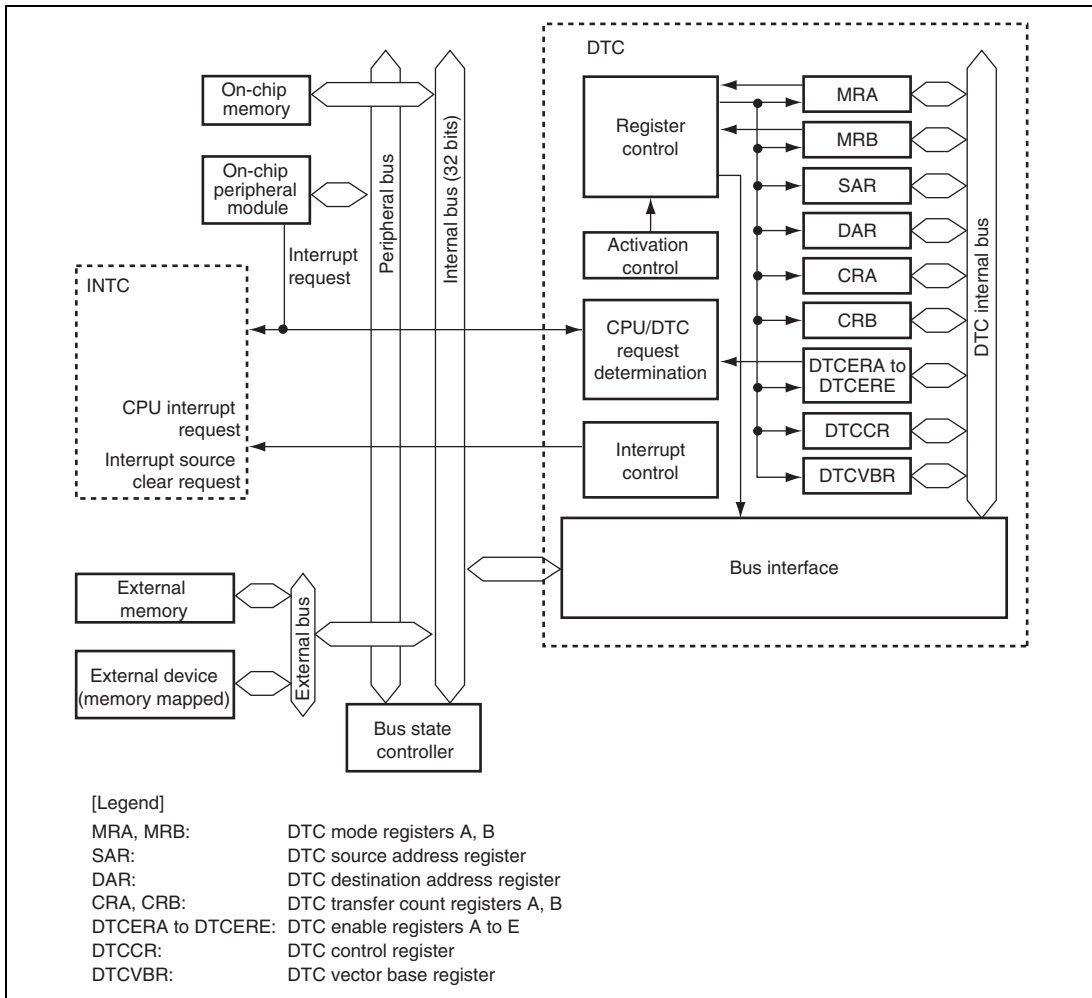 DTC
On-chip
memory
On-chip
peripheral
module
Interrupt
request
Peripheral bus
Internal bus (32 bits)
INTC
CPU interrupt
request
Interrupt source
clear request
External
memory
External device
(memory mapped)
External bus
Bus state
controller
Register
control
Activation
control
CPU/DTC
request
determination
Interrupt
control
MRA
MRB
SAR
DAR
CRA
CRB
DTCERA to
DTCERE
DTCCR
DTCVBR
DTC internal bus
Bus interface
[Legend]
MRA, MRB: DTC mode registers A, B
SAR: DTC source address register
DAR: DTC destination address register
CRA, CRB: DTC transfer count registers A, B
DTCERA to DTCERE: DTC enable registers A to E
DTCCR: DTC control register
DTCVBR: DTC vector base register